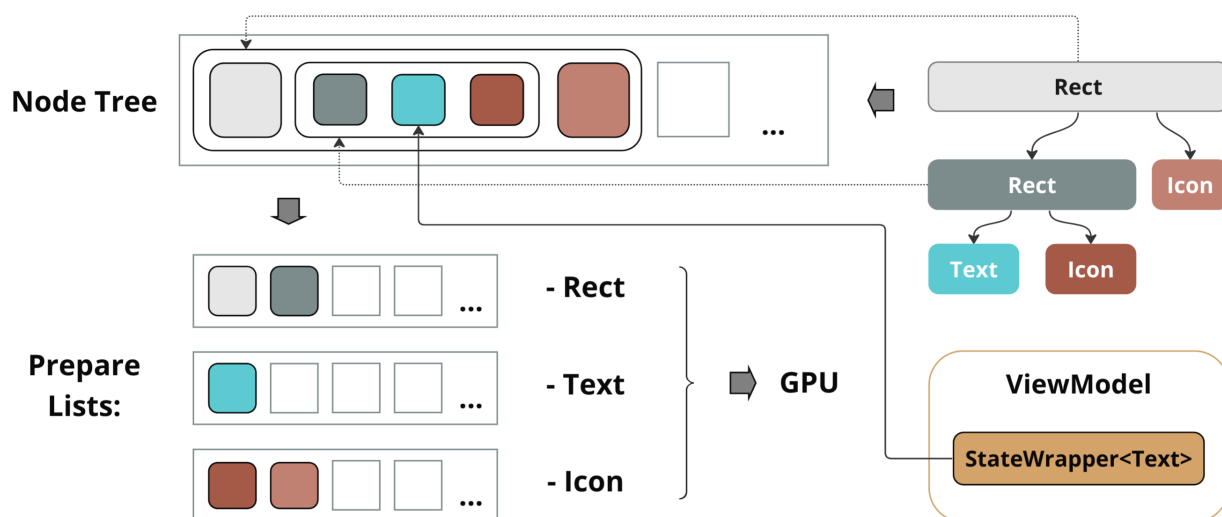 Node Tree
...
Rect
Rect
Icon
Text
Icon
Prepare
Lists:
...
- Rect
...
- Text
...
- Icon
GPU
ViewModel
StateWrapper<Text>